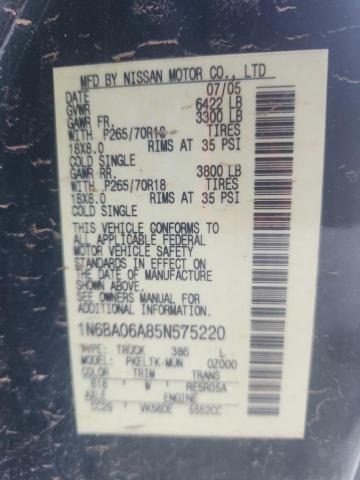 MFD BY NISSAN MOTOR CO., LTD
DATE 07/05
GVWR 6422 LB
GAWR FR. 3300 LB
WITH P265/70R18 TIRES
18X8.0 RIMS AT 35 PSI
COLD SINGLE
GAWR RR. 3800 LB
WITH P265/70R18 TIRES
18X8.0 RIMS AT 35 PSI
COLD SINGLE
THIS VEHICLE CONFORMS TO
ALL APPLICABLE FEDERAL
MOTOR VEHICLE SAFETY
STANDARDS IN EFFECT ON
THE DATE OF MANUFACTURE
SHOWN ABOVE.
SEE OWNERS MANUAL FOR
ADDITIONAL INFORMATION.
1N6BA06A85N575220
TYPE: TRUCK 386 L
MODEL: PKELTK-MUN 0Z000
COLOR TRIM TRANS
B18 W RE5R05A
AXLE ENGINE
CC29 VK56DE 5552CC